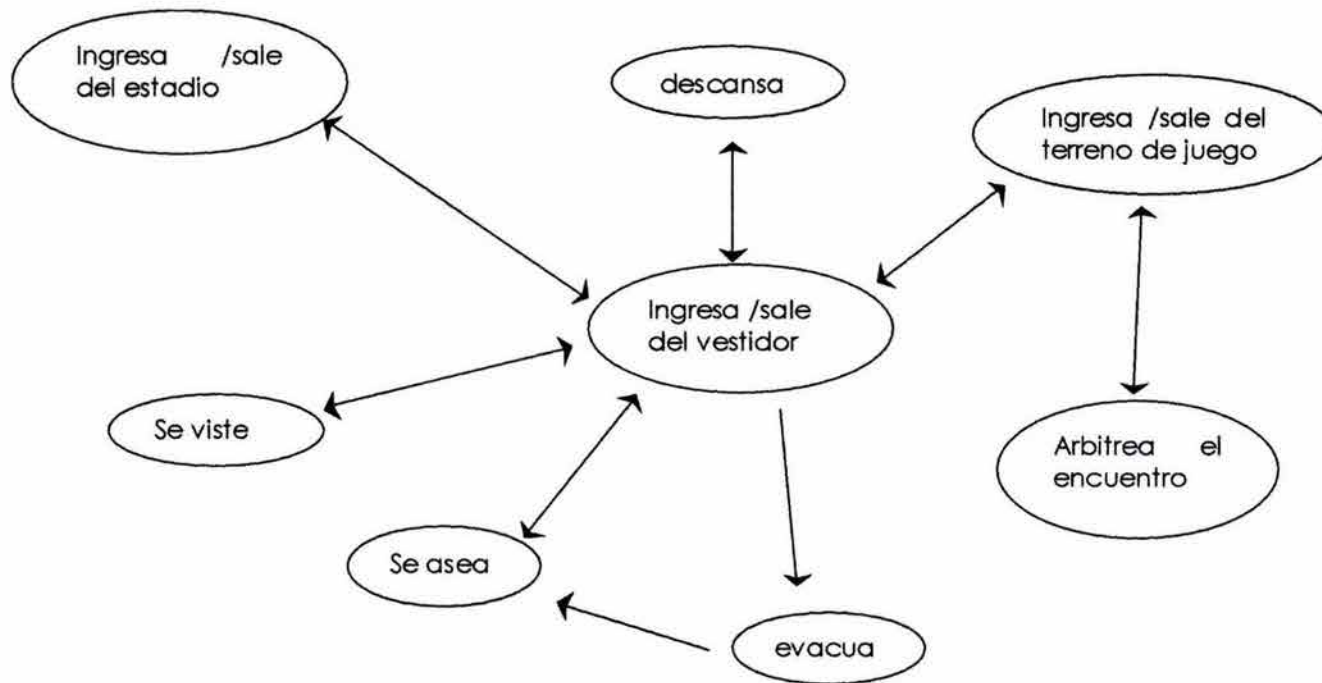 Ingresa /sale
del estadio
descansa
Ingresa /sale del
terreno de juego
Ingresa /sale
del vestidor
Se viste
Arbitrea el
encuentro
Se asea
evacua